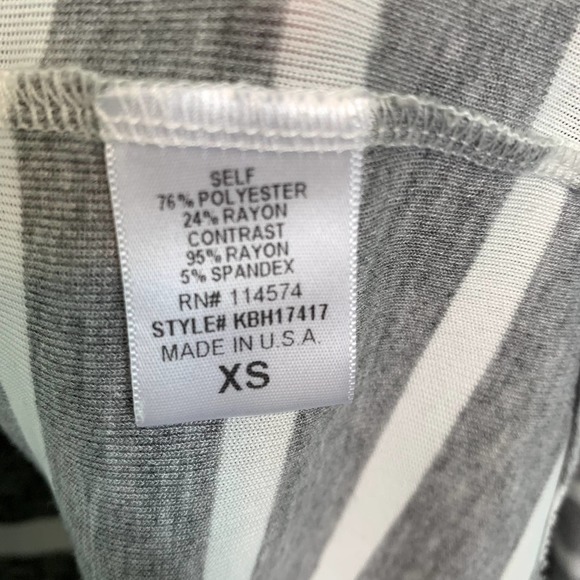 SELF
76% POLYESTER
24% RAYON
CONTRAST
95% RAYON
5% SPANDEX
RN# 114574
STYLE# KBH17417
MADE IN U.S.A.
XS